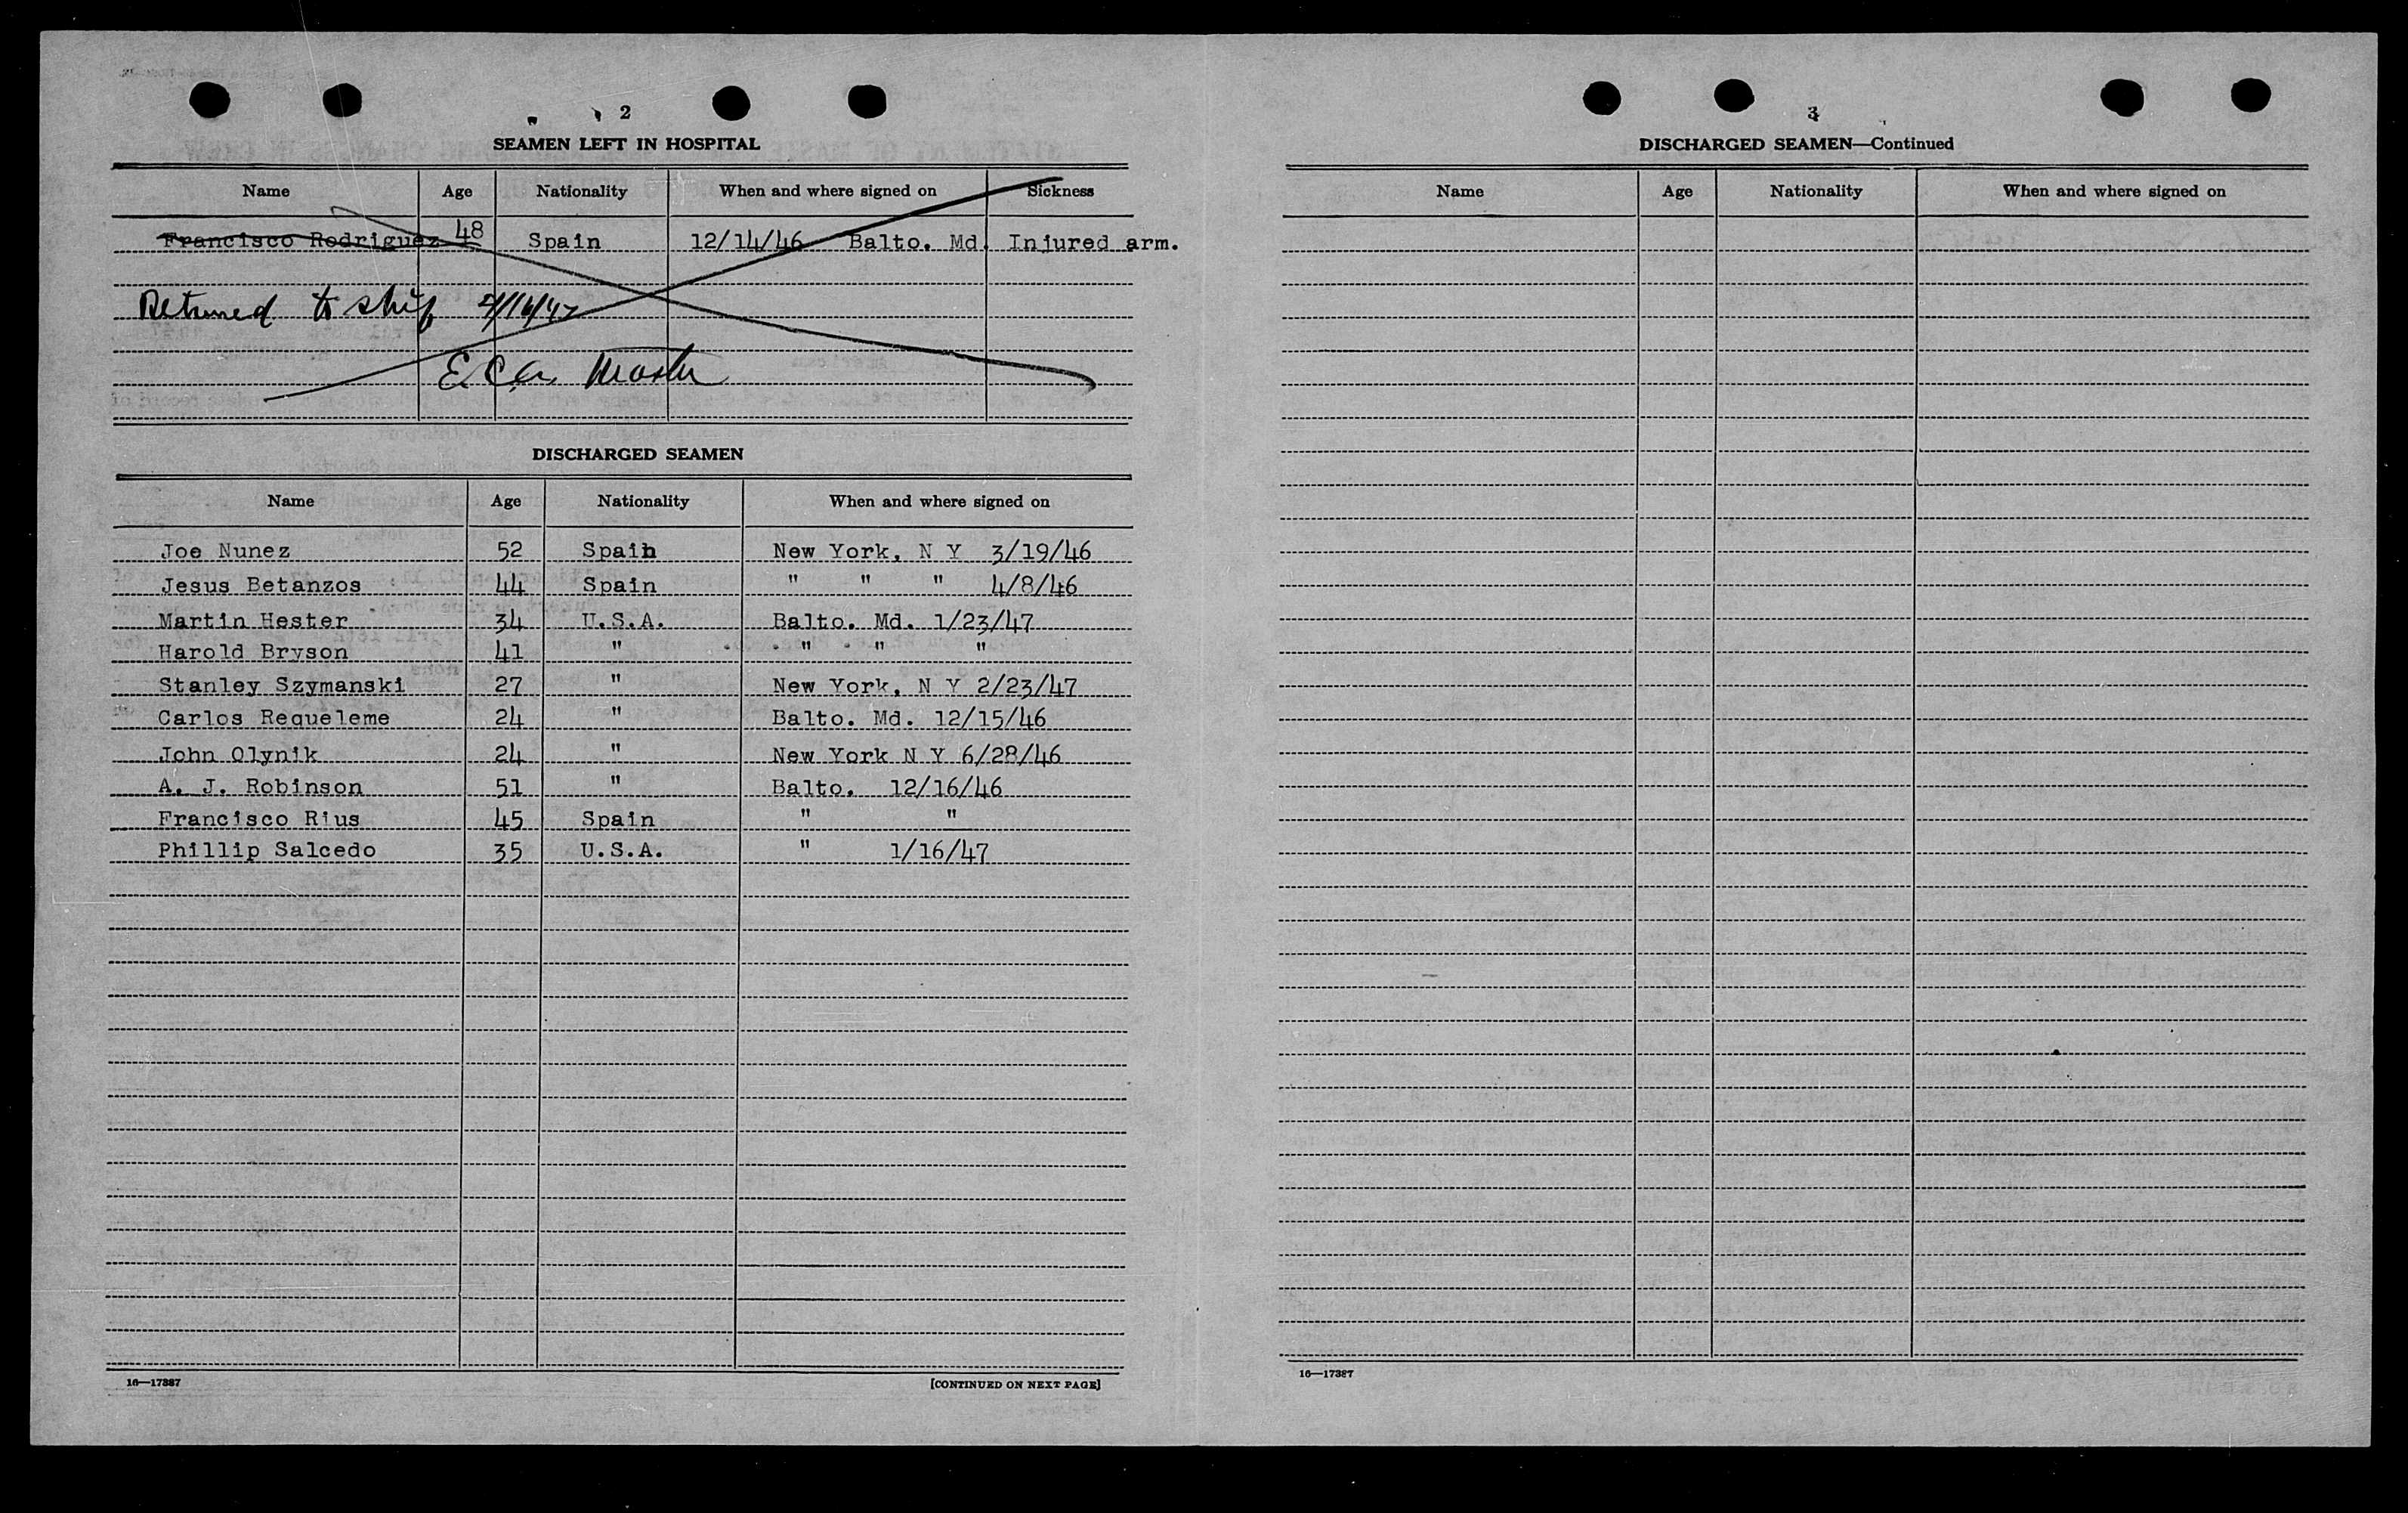 2
SEAMEN LEFT IN HOSPITAL
Name Age Nationality When and where signed on Sickness
Francisco Rodriguez 48 Spain 12/14/46 Balto. Md. Injured arm.
Returned to ship 4/16/47
E.C.A. Master
DISCHARGED SEAMEN
Name Age Nationality When and where signed on
Joe Nunez 52 Spain New York, N Y 3/19/46
Jesus Betanzos 44 Spain " " " 4/8/46
Martin Hester 34 U.S.A. Balto. Md. 1/23/47
Harold Bryson 41 " " " "
Stanley Szymanski 27 " New York, N Y 2/23/47
Carlos Requeleme 24 " Balto. Md. 12/15/46
John Olynik 24 " New York N Y 6/28/46
A. J. Robinson 51 " Balto. 12/16/46
Francisco Rius 45 Spain " "
Phillip Salcedo 35 U.S.A. " 1/16/47
16—17387 [CONTINUED ON NEXT PAGE]
3
DISCHARGED SEAMEN—Continued
Name Age Nationality When and where signed on
16—17387